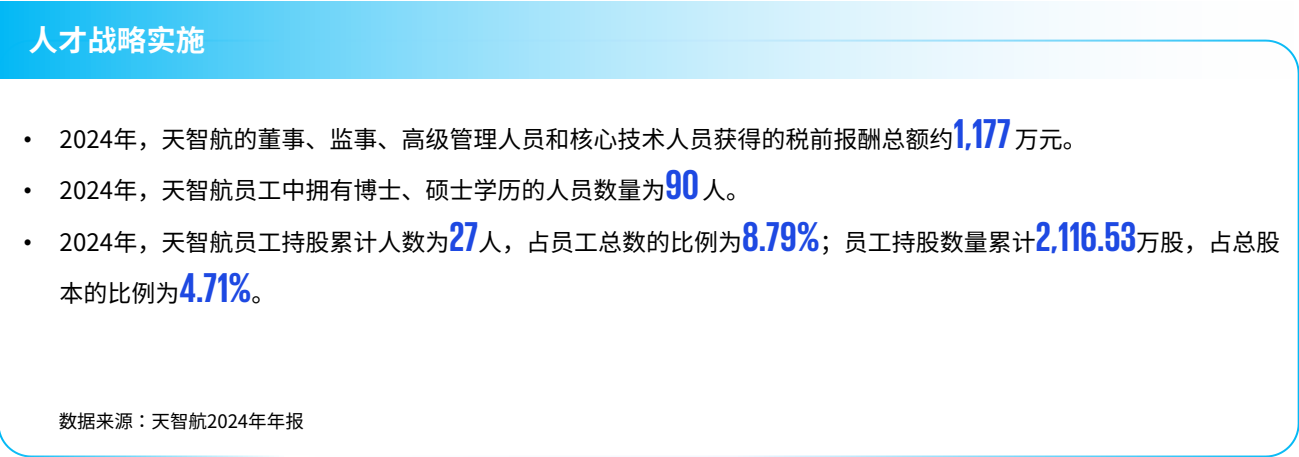 人才战略实施
• 2024年，天智航的董事、监事、高级管理人员和核心技术人员获得的税前报酬总额约1,177万元。
• 2024年，天智航员工中拥有博士、硕士学历的人员数量为90人。
• 2024年，天智航员工持股累计人数为27人，占员工总数的比例为8.79%；员工持股数量累计2,116.53万股，占总股
本的比例为4.71%。
数据来源：天智航2024年年报